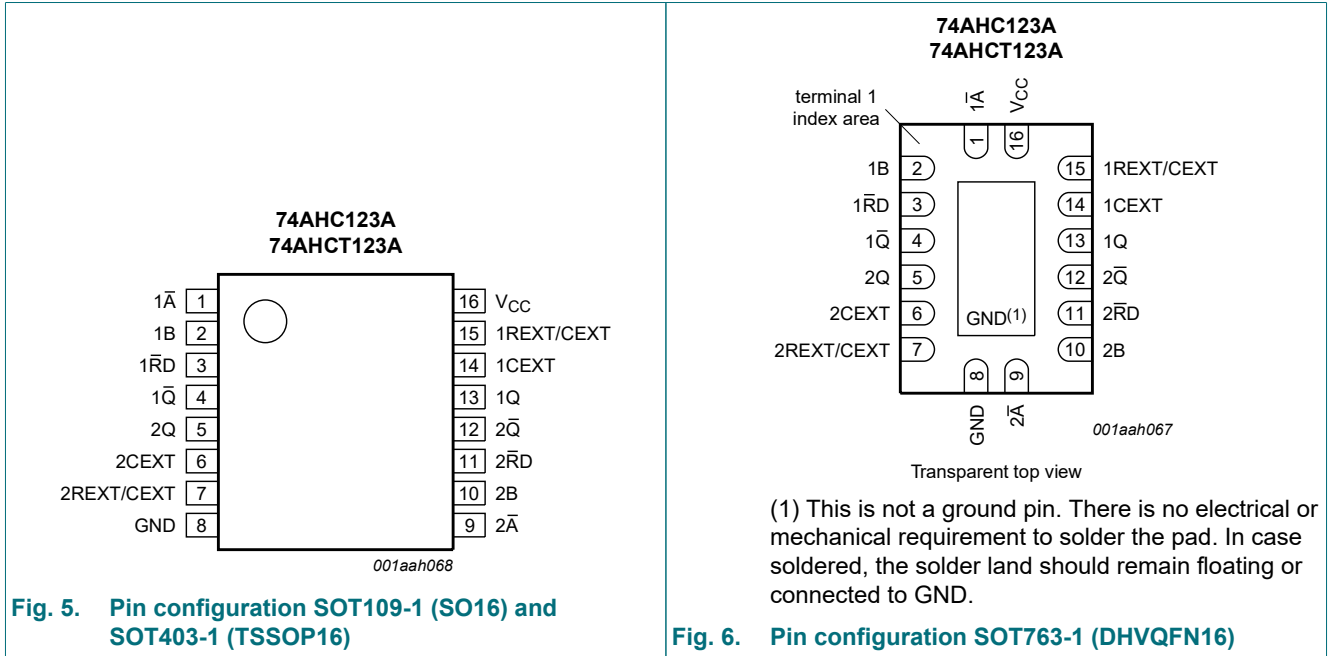 74AHC123A
74AHCT123A
1A̅ 1
1B 2
1R̅D 3
1Q̅ 4
2Q 5
2CEXT 6
2REXT/CEXT 7
GND 8
16 VCC
15 1REXT/CEXT
14 1CEXT
13 1Q
12 2Q̅
11 2R̅D
10 2B
9 2A̅
001aah068
Fig. 5. Pin configuration SOT109-1 (SO16) and
SOT403-1 (TSSOP16)
74AHC123A
74AHCT123A
terminal 1
index area
1A̅
VCC
1
16
1B 2
1R̅D 3
1Q̅ 4
2Q 5
2CEXT 6
2REXT/CEXT 7
15 1REXT/CEXT
14 1CEXT
13 1Q
12 2Q̅
11 2R̅D
10 2B
GND(1)
8
9
GND
2A̅
001aah067
Transparent top view
(1) This is not a ground pin. There is no electrical or
mechanical requirement to solder the pad. In case
soldered, the solder land should remain floating or
connected to GND.
Fig. 6. Pin configuration SOT763-1 (DHVQFN16)